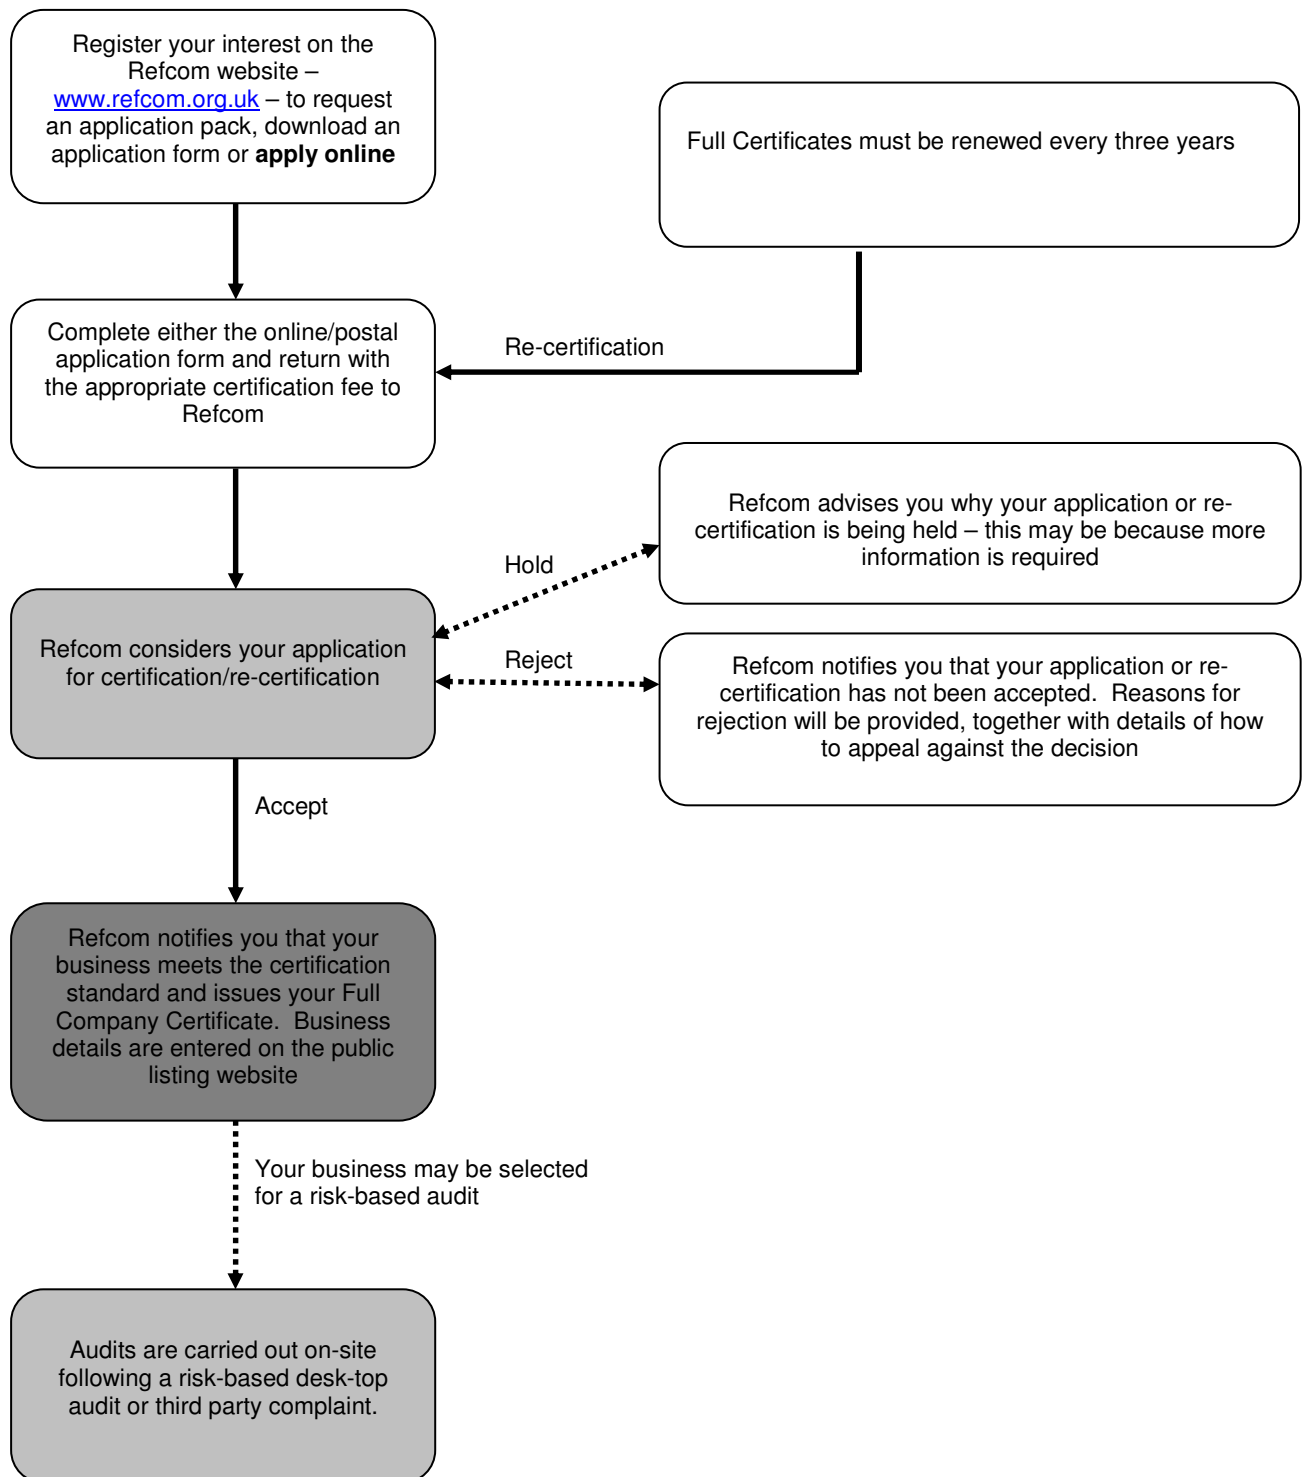 Register your interest on the
Refcom website –
www.refcom.org.uk – to request
an application pack, download an
application form or apply online
Full Certificates must be renewed every three years
Complete either the online/postal
application form and return with
the appropriate certification fee to
Refcom
Re-certification
Refcom advises you why your application or re-
certification is being held – this may be because more
information is required
Hold
Refcom considers your application
for certification/re-certification
Reject
Refcom notifies you that your application or re-
certification has not been accepted.  Reasons for
rejection will be provided, together with details of how
to appeal against the decision
Accept
Refcom notifies you that your
business meets the certification
standard and issues your Full
Company Certificate.  Business
details are entered on the public
listing website
Your business may be selected
for a risk-based audit
Audits are carried out on-site
following a risk-based desk-top
audit or third party complaint.